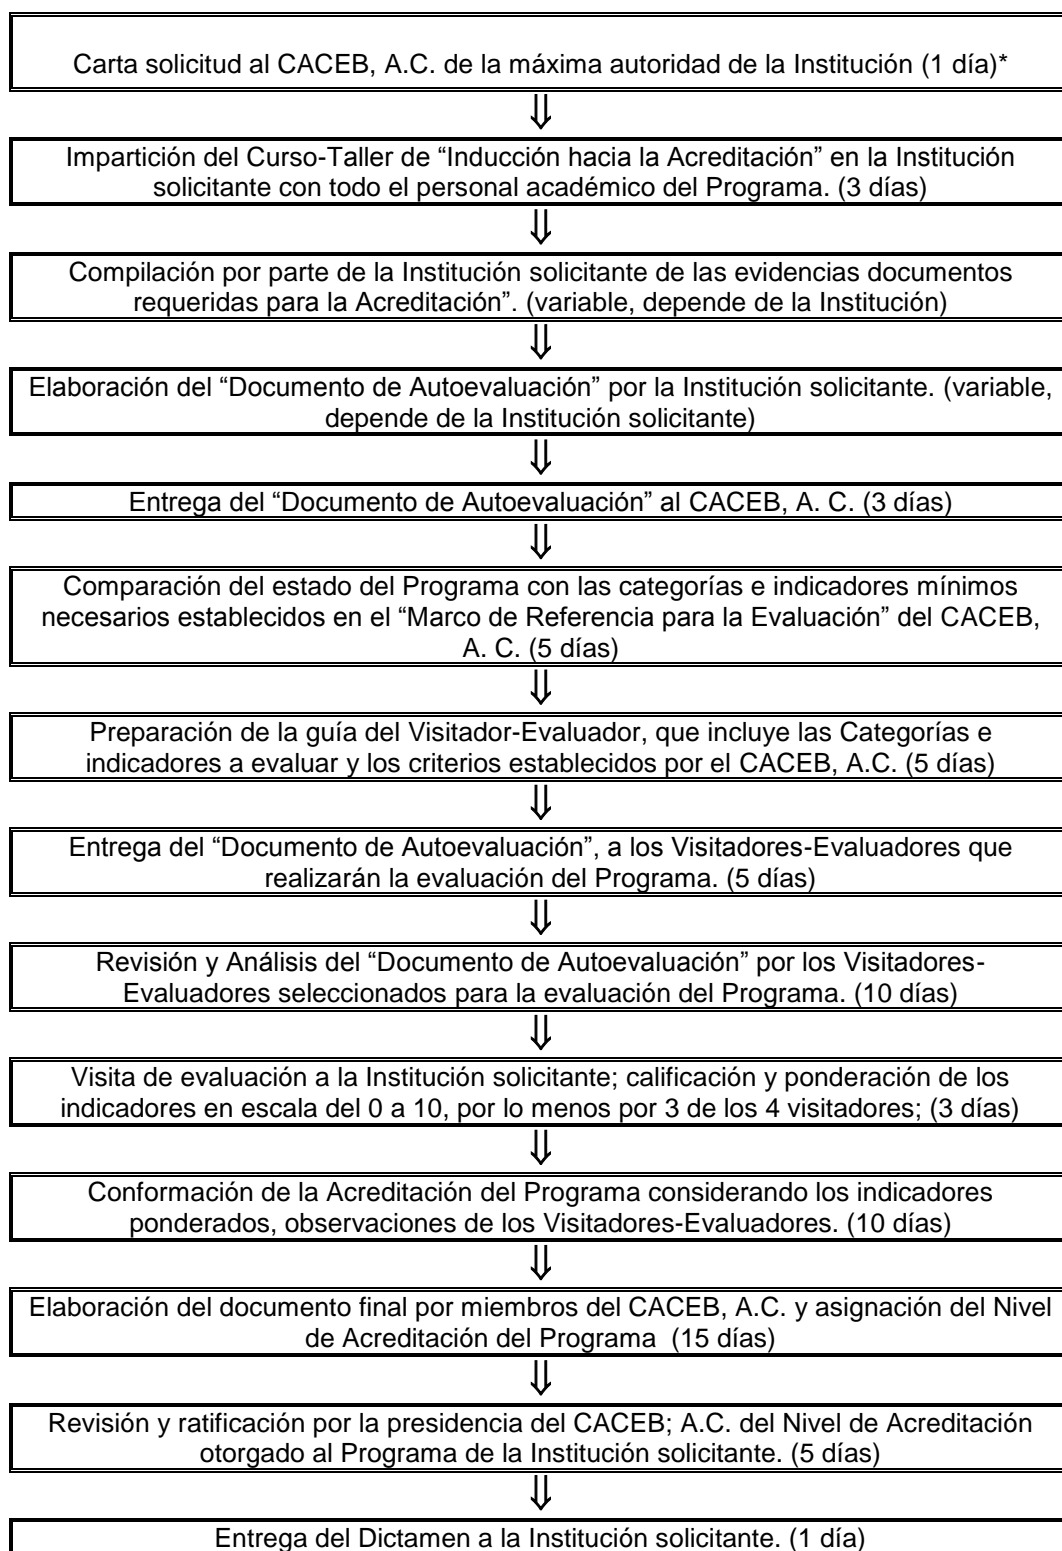 Carta solicitud al CACEB, A.C. de la máxima autoridad de la Institución (1 día)*
⇓
Impartición del Curso-Taller de “Inducción hacia la Acreditación” en la Institución
solicitante con todo el personal académico del Programa. (3 días)
⇓
Compilación por parte de la Institución solicitante de las evidencias documentos
requeridas para la Acreditación”. (variable, depende de la Institución)
⇓
Elaboración del “Documento de Autoevaluación” por la Institución solicitante. (variable,
depende de la Institución solicitante)
⇓
Entrega del “Documento de Autoevaluación” al CACEB, A. C. (3 días)
⇓
Comparación del estado del Programa con las categorías e indicadores mínimos
necesarios establecidos en el “Marco de Referencia para la Evaluación” del CACEB,
A. C. (5 días)
⇓
Preparación de la guía del Visitador-Evaluador, que incluye las Categorías e
indicadores a evaluar y los criterios establecidos por el CACEB, A.C. (5 días)
⇓
Entrega del “Documento de Autoevaluación”, a los Visitadores-Evaluadores que
realizarán la evaluación del Programa. (5 días)
⇓
Revisión y Análisis del “Documento de Autoevaluación” por los Visitadores-
Evaluadores seleccionados para la evaluación del Programa. (10 días)
⇓
Visita de evaluación a la Institución solicitante; calificación y ponderación de los
indicadores en escala del 0 a 10, por lo menos por 3 de los 4 visitadores; (3 días)
⇓
Conformación de la Acreditación del Programa considerando los indicadores
ponderados, observaciones de los Visitadores-Evaluadores. (10 días)
⇓
Elaboración del documento final por miembros del CACEB, A.C. y asignación del Nivel
de Acreditación del Programa  (15 días)
⇓
Revisión y ratificación por la presidencia del CACEB; A.C. del Nivel de Acreditación
otorgado al Programa de la Institución solicitante. (5 días)
⇓
Entrega del Dictamen a la Institución solicitante. (1 día)